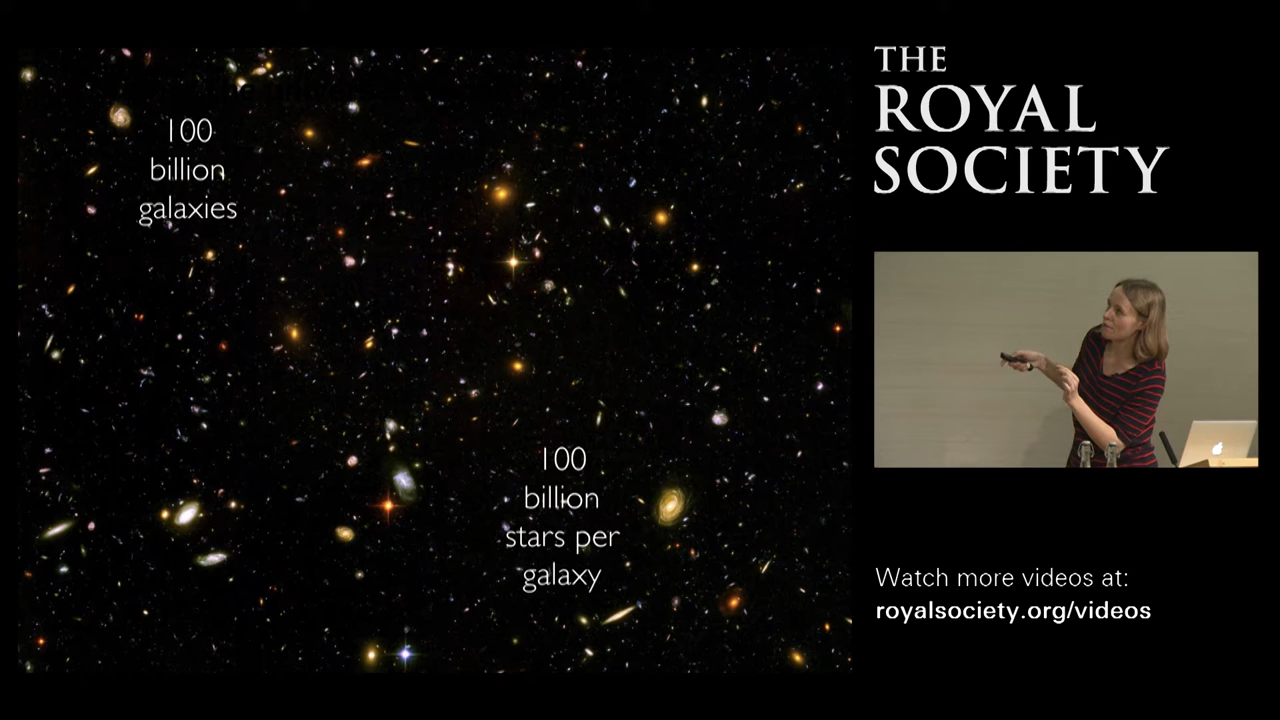 100
billion
galaxies
100
billion
stars per
galaxy
THE
ROYAL
SOCIETY
Watch more videos at:
royalsociety.org/videos